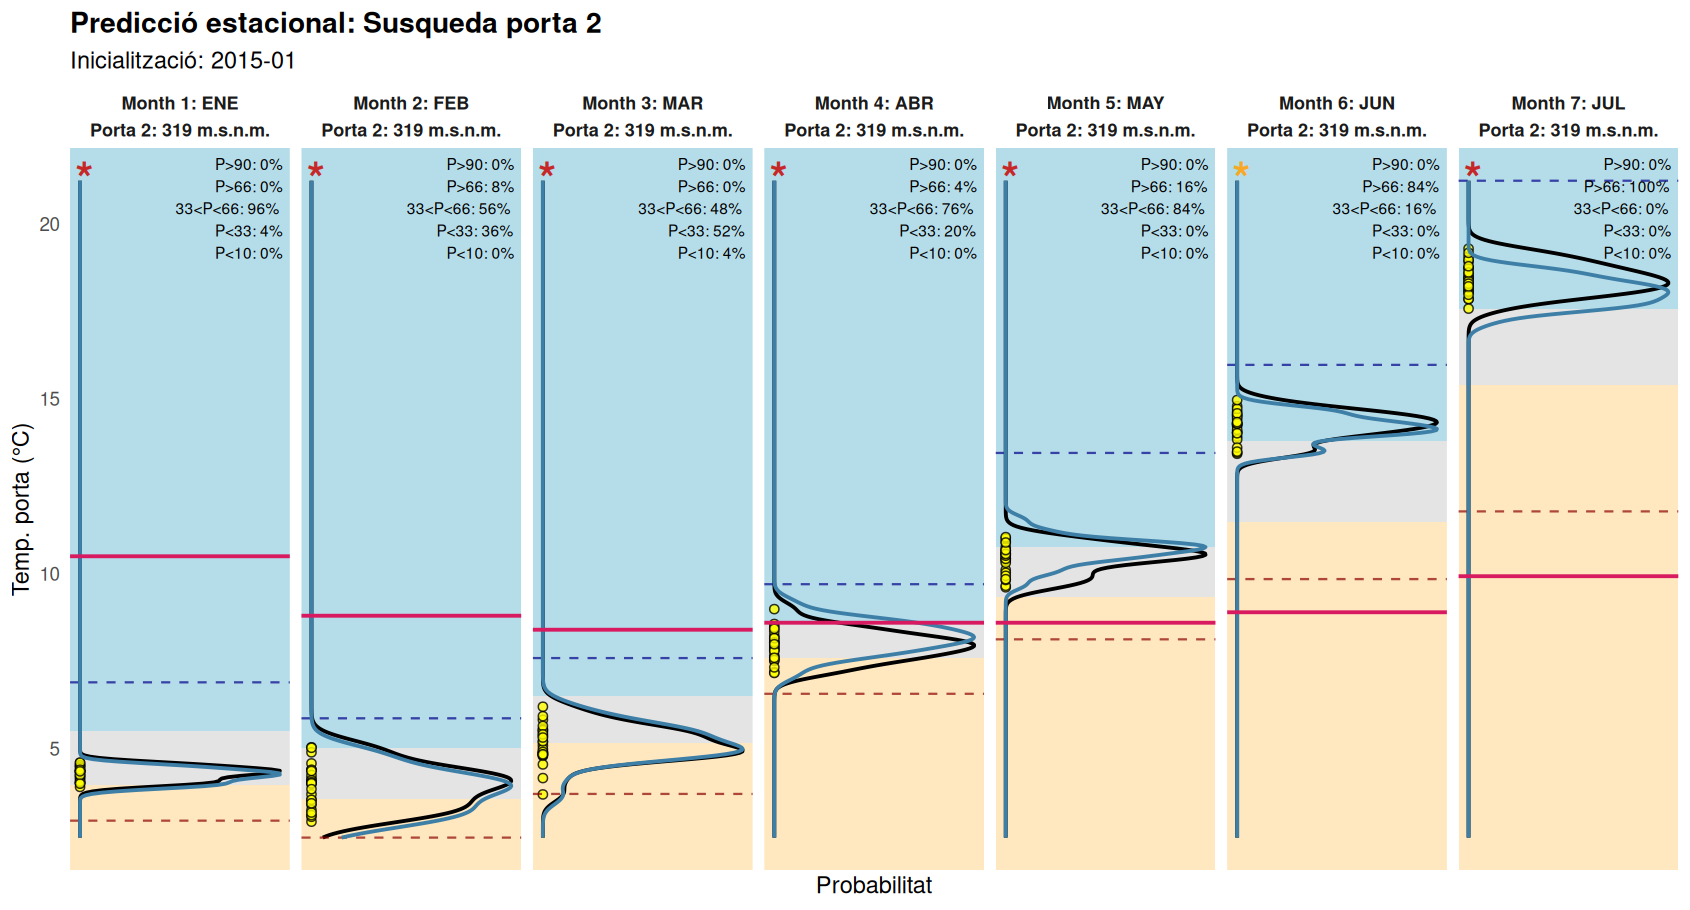 Predicció estacional: Susqueda porta 2
Inicialització: 2015-01
Month 1: ENE
Porta 2: 319 m.s.n.m.
Month 2: FEB
Porta 2: 319 m.s.n.m.
Month 3: MAR
Porta 2: 319 m.s.n.m.
Month 4: ABR
Porta 2: 319 m.s.n.m.
Month 5: MAY
Porta 2: 319 m.s.n.m.
Month 6: JUN
Porta 2: 319 m.s.n.m.
Month 7: JUL
Porta 2: 319 m.s.n.m.
*
P>90: 0%
P>66: 0%
33<P<66: 96%
P<33: 4%
P<10: 0%
*
P>90: 0%
P>66: 8%
33<P<66: 56%
P<33: 36%
P<10: 0%
*
P>90: 0%
P>66: 0%
33<P<66: 48%
P<33: 52%
P<10: 4%
*
P>90: 0%
P>66: 4%
33<P<66: 76%
P<33: 20%
P<10: 0%
*
P>90: 0%
P>66: 16%
33<P<66: 84%
P<33: 0%
P<10: 0%
*
P>90: 0%
P>66: 84%
33<P<66: 16%
P<33: 0%
P<10: 0%
*
P>90: 0%
P>66: 100%
33<P<66: 0%
P<33: 0%
P<10: 0%
20
15
10
5
Temp. porta (°C)
Probabilitat